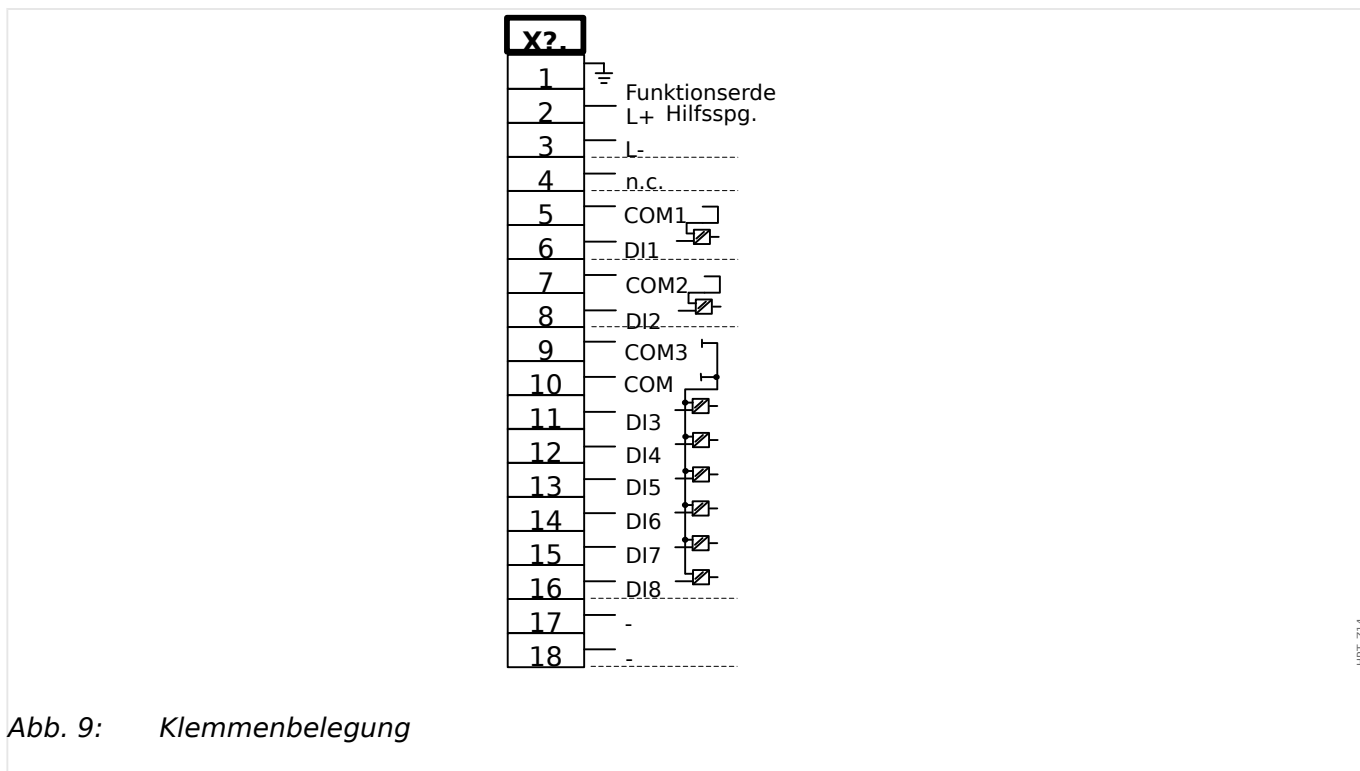 X?.
1
Funktionserde
2 L+ Hilfsspg.
3 L-
4 n.c.
5 COM1
6 DI1
7 COM2
8 DI2
9 COM3
10 COM
11 DI3
12 DI4
13 DI5
14 DI6
15 DI7
16 DI8
17 -
18 -
Abb. 9: Klemmenbelegung